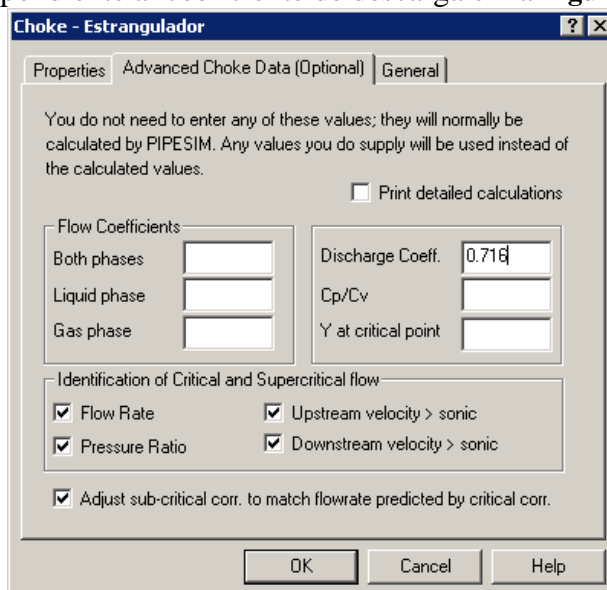 Choke - Estrangulador
Properties Advanced Choke Data (Optional) General
You do not need to enter any of these values; they will normally be
calculated by PIPESIM. Any values you do supply will be used instead of
the calculated values.
Print detailed calculations
Flow Coefficients
Both phases
Liquid phase
Gas phase
Discharge Coeff. 0.716
Cp/Cv
Y at critical point
Identification of Critical and Supercritical flow
Flow Rate Upstream velocity > sonic
Pressure Ratio Downstream velocity > sonic
Adjust sub-critical corr. to match flowrate predicted by critical corr.
OK Cancel Help